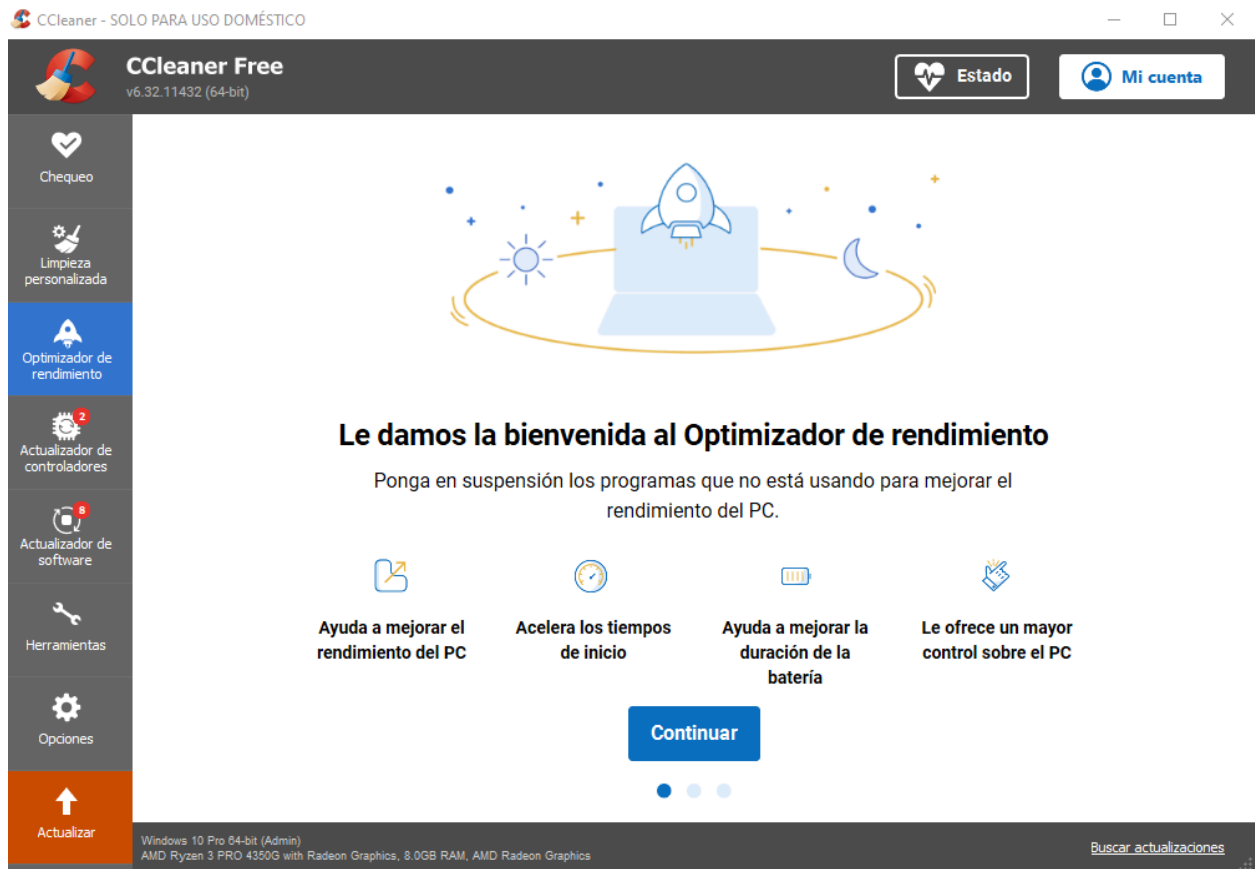 CCleaner - SOLO PARA USO DOMÉSTICO
CCleaner Free
v6.32.11432 (64-bit)
Estado
Mi cuenta
Chequeo
Limpieza
personalizada
Optimizador de
rendimiento
2
Actualizador de
controladores
8
Actualizador de
software
Herramientas
Opciones
Actualizar
Le damos la bienvenida al Optimizador de rendimiento
Ponga en suspensión los programas que no está usando para mejorar el
rendimiento del PC.
Ayuda a mejorar el
rendimiento del PC
Acelera los tiempos
de inicio
Ayuda a mejorar la
duración de la
batería
Le ofrece un mayor
control sobre el PC
Continuar
Windows 10 Pro 64-bit (Admin)
AMD Ryzen 3 PRO 4350G with Radeon Graphics, 8.0GB RAM, AMD Radeon Graphics
Buscar actualizaciones